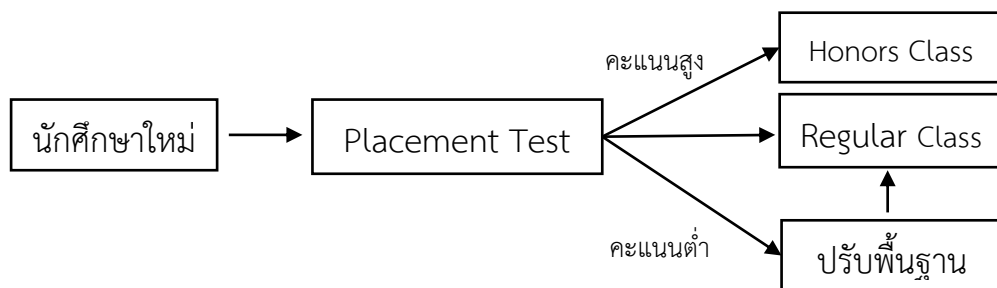 Honors Class
คะแนนสูง
นักศึกษาใหม่
Placement Test
Regular Class
คะแนนต่ำ
ปรับพื้นฐาน